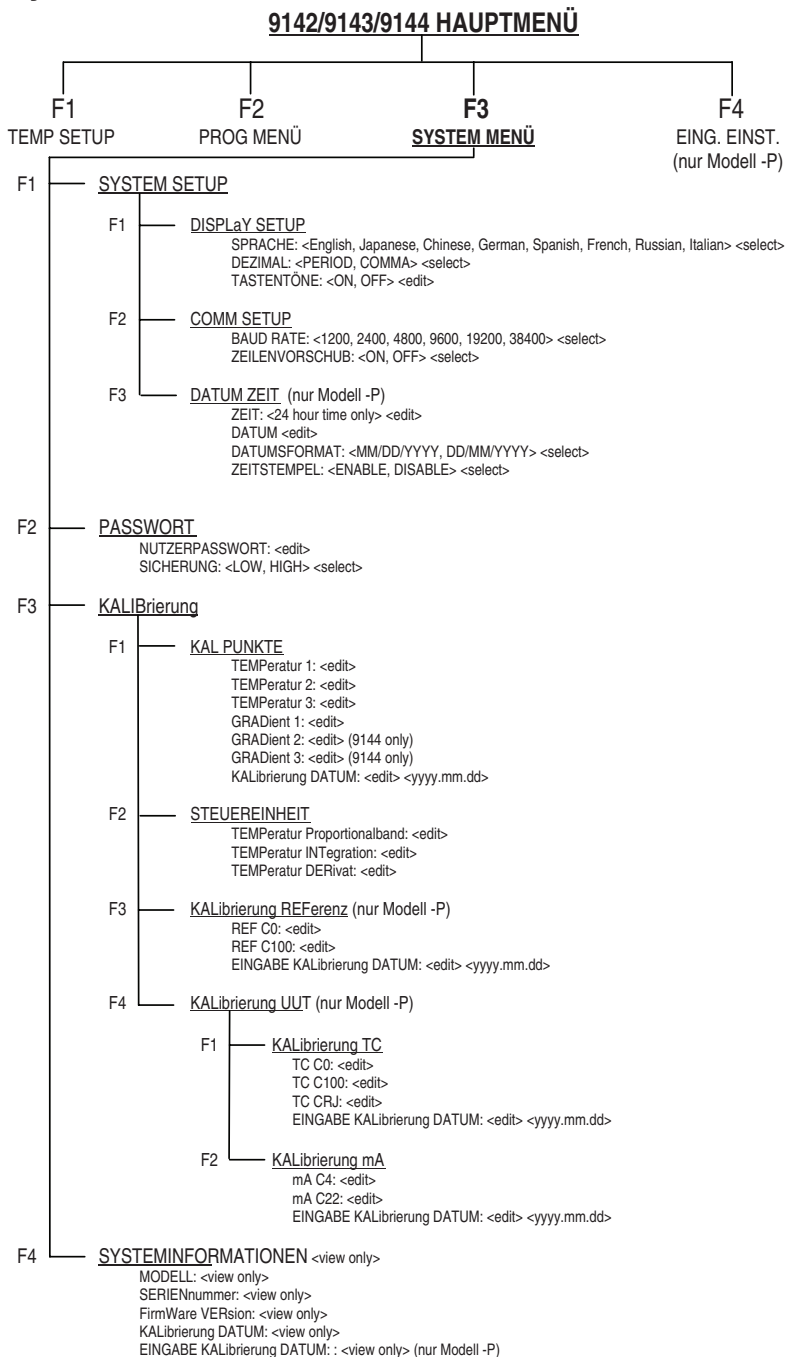 9142/9143/9144 HAUPTMENÜ
F1 F2 F3 F4
TEMP SETUP PROG MENÜ SYSTEM MENÜ EING. EINST.
(nur Modell -P)
F1 SYSTEM SETUP
F1 DISPLaY SETUP
SPRACHE: <English, Japanese, Chinese, German, Spanish, French, Russian, Italian> <select>
DEZIMAL: <PERIOD, COMMA> <select>
TASTENTÖNE: <ON, OFF> <edit>
F2 COMM SETUP
BAUD RATE: <1200, 2400, 4800, 9600, 19200, 38400> <select>
ZEILENVORSCHUB: <ON, OFF> <select>
F3 DATUM ZEIT (nur Modell -P)
ZEIT: <24 hour time only> <edit>
DATUM <edit>
DATUMSFORMAT: <MM/DD/YYYY, DD/MM/YYYY> <select>
ZEITSTEMPEL: <ENABLE, DISABLE> <select>
F2 PASSWORT
NUTZERPASSWORT: <edit>
SICHERUNG: <LOW, HIGH> <select>
F3 KALIBrierung
F1 KAL PUNKTE
TEMPeratur 1: <edit>
TEMPeratur 2: <edit>
TEMPeratur 3: <edit>
GRADient 1: <edit>
GRADient 2: <edit> (9144 only)
GRADient 3: <edit> (9144 only)
KALibrierung DATUM: <edit> <yyyy.mm.dd>
F2 STEUEREINHEIT
TEMPeratur Proportionalband: <edit>
TEMPeratur INTegration: <edit>
TEMPeratur DERivat: <edit>
F3 KALibrierung REFerenz (nur Modell -P)
REF C0: <edit>
REF C100: <edit>
EINGABE KALibrierung DATUM: <edit> <yyyy.mm.dd>
F4 KALibrierung UUT (nur Modell -P)
F1 KALibrierung TC
TC C0: <edit>
TC C100: <edit>
TC CRJ: <edit>
EINGABE KALibrierung DATUM: <edit> <yyyy.mm.dd>
F2 KALibrierung mA
mA C4: <edit>
mA C22: <edit>
EINGABE KALibrierung DATUM: <edit> <yyyy.mm.dd>
F4 SYSTEMINFORMATIONEN <view only>
MODELL: <view only>
SERIENnummer: <view only>
FirmWare VERsion: <view only>
KALibrierung DATUM: <view only>
EINGABE KALibrierung DATUM: : <view only> (nur Modell -P)